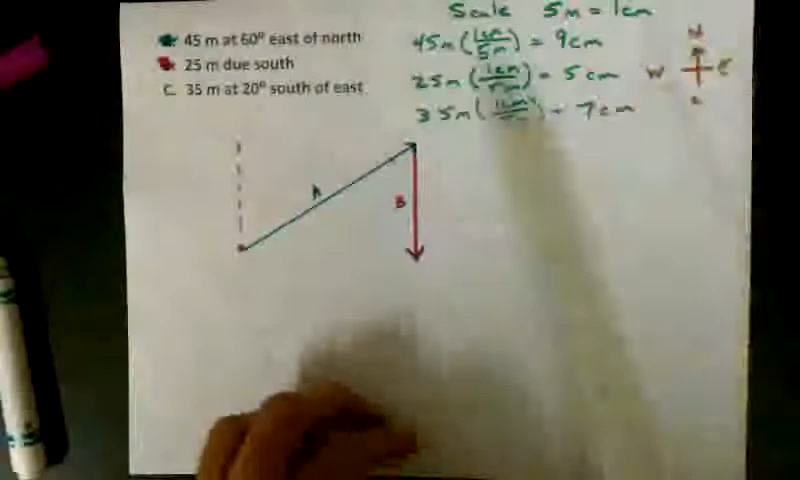 Scale 5m = 1cm
45 m at 60° east of north
25 m due south
C. 35 m at 20° south of east
45m (1cm/5m) = 9cm
25m (1cm/5m) = 5cm
35m (1cm/ ) = 7cm
N
W E
A
B